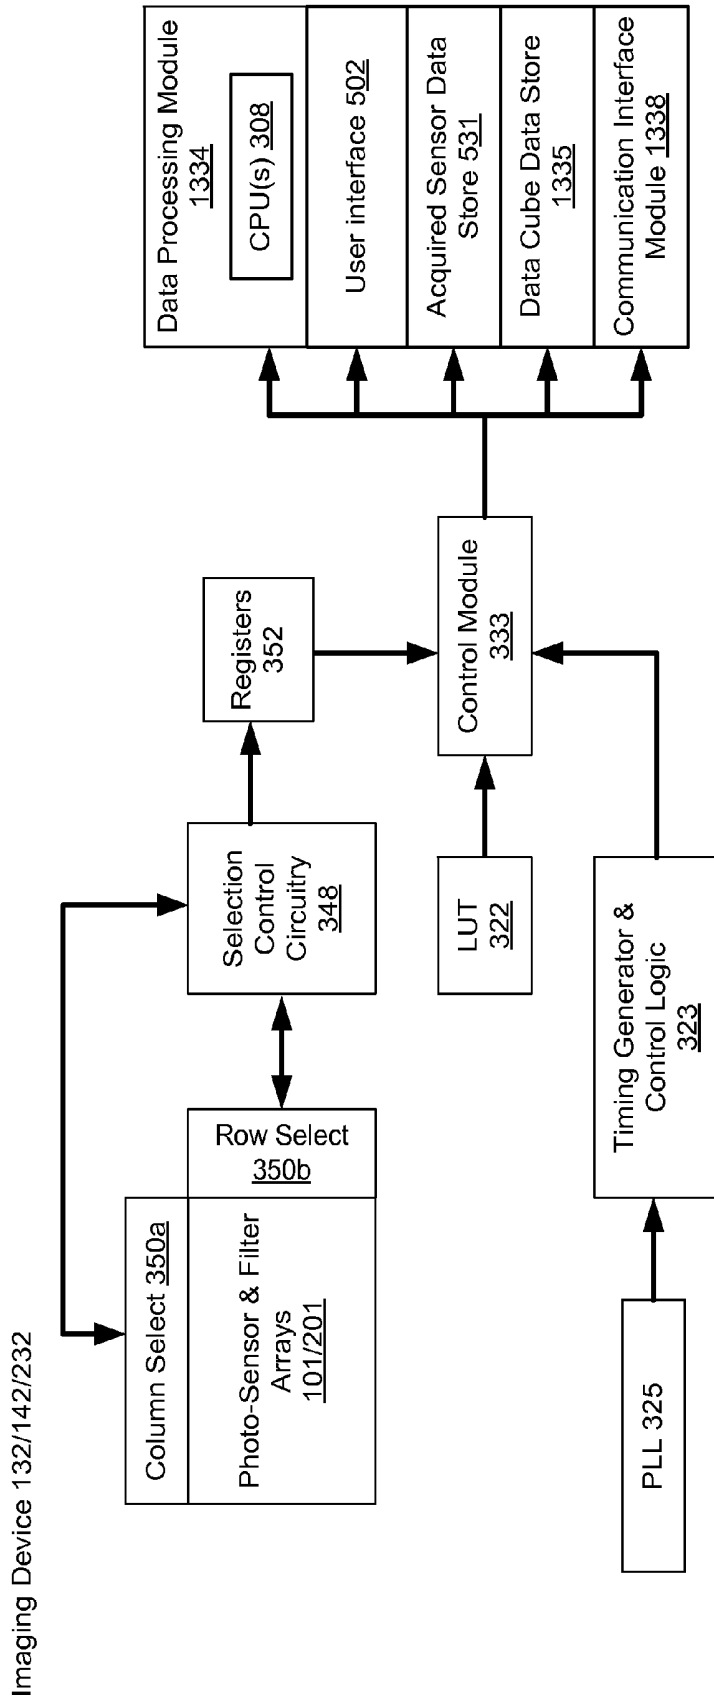 Imaging Device 132/142/232
Column Select 350a
Photo-Sensor & Filter
Arrays
101/201
Row Select
350b
Selection
Control
Circuitry
348
Registers
352
LUT
322
Control Module
333
PLL 325
Timing Generator &
Control Logic
323
Data Processing Module
1334
CPU(s) 308
User interface 502
Acquired Sensor Data
Store 531
Data Cube Data Store
1335
Communication Interface
Module 1338